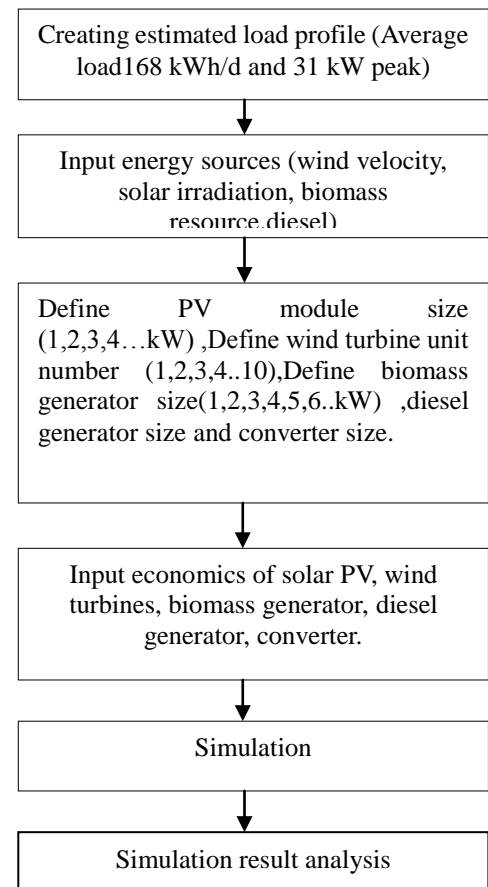 Creating estimated load profile (Average
load168 kWh/d and 31 kW peak)
Input energy sources (wind velocity,
solar irradiation, biomass
resource,diesel)
Define PV module size
(1,2,3,4…kW) ,Define wind turbine unit
number (1,2,3,4..10),Define biomass
generator size(1,2,3,4,5,6..kW) ,diesel
generator size and converter size.
Input economics of solar PV, wind
turbines, biomass generator, diesel
generator, converter.
Simulation
Simulation result analysis